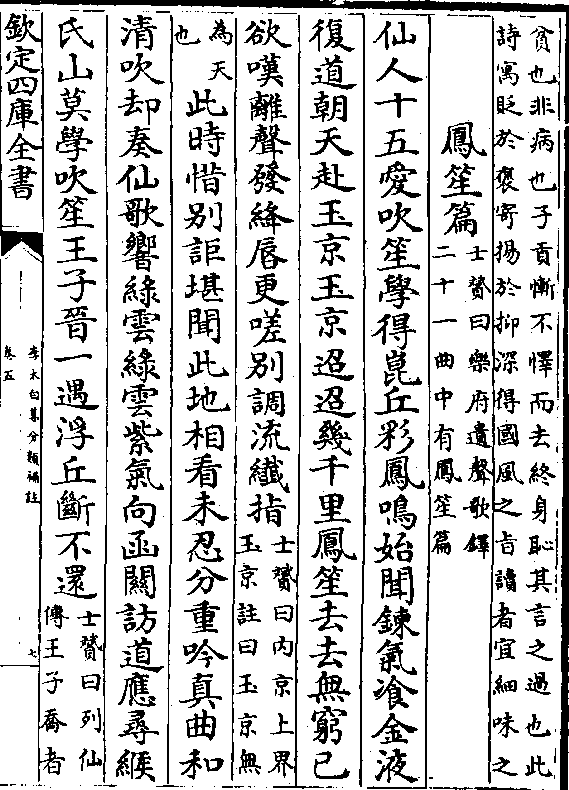 貧也非病也子貢慚不懌而去終身恥其言之過也此
詩寓貶於褒寄揚於抑深得國風之旨讀者宜細味之
鳳笙篇
士贇曰樂府遺聲歌鐸
二十一曲中有鳳笙篇
仙人十五愛吹笙學得崑丘彩鳳鳴始聞鍊氣飡金液
復道朝天赴玉京玉京迢迢幾千里鳳笙去去無窮已
欲嘆離聲發絳唇更嗟別調流纖指
士贇曰內京上界
玉京註曰玉京無
為天
也
此時惜別詎堪聞此地相看未忍分重吟真曲和
清吹却奏仙歌響綠雲綠雲紫氣向函關訪道應尋緱
氏山莫學吹笙王子晉一遇浮丘斷不還
士贇曰列仙
傳王子喬者
欽定四庫全書
李太白集分類補註
卷五
七